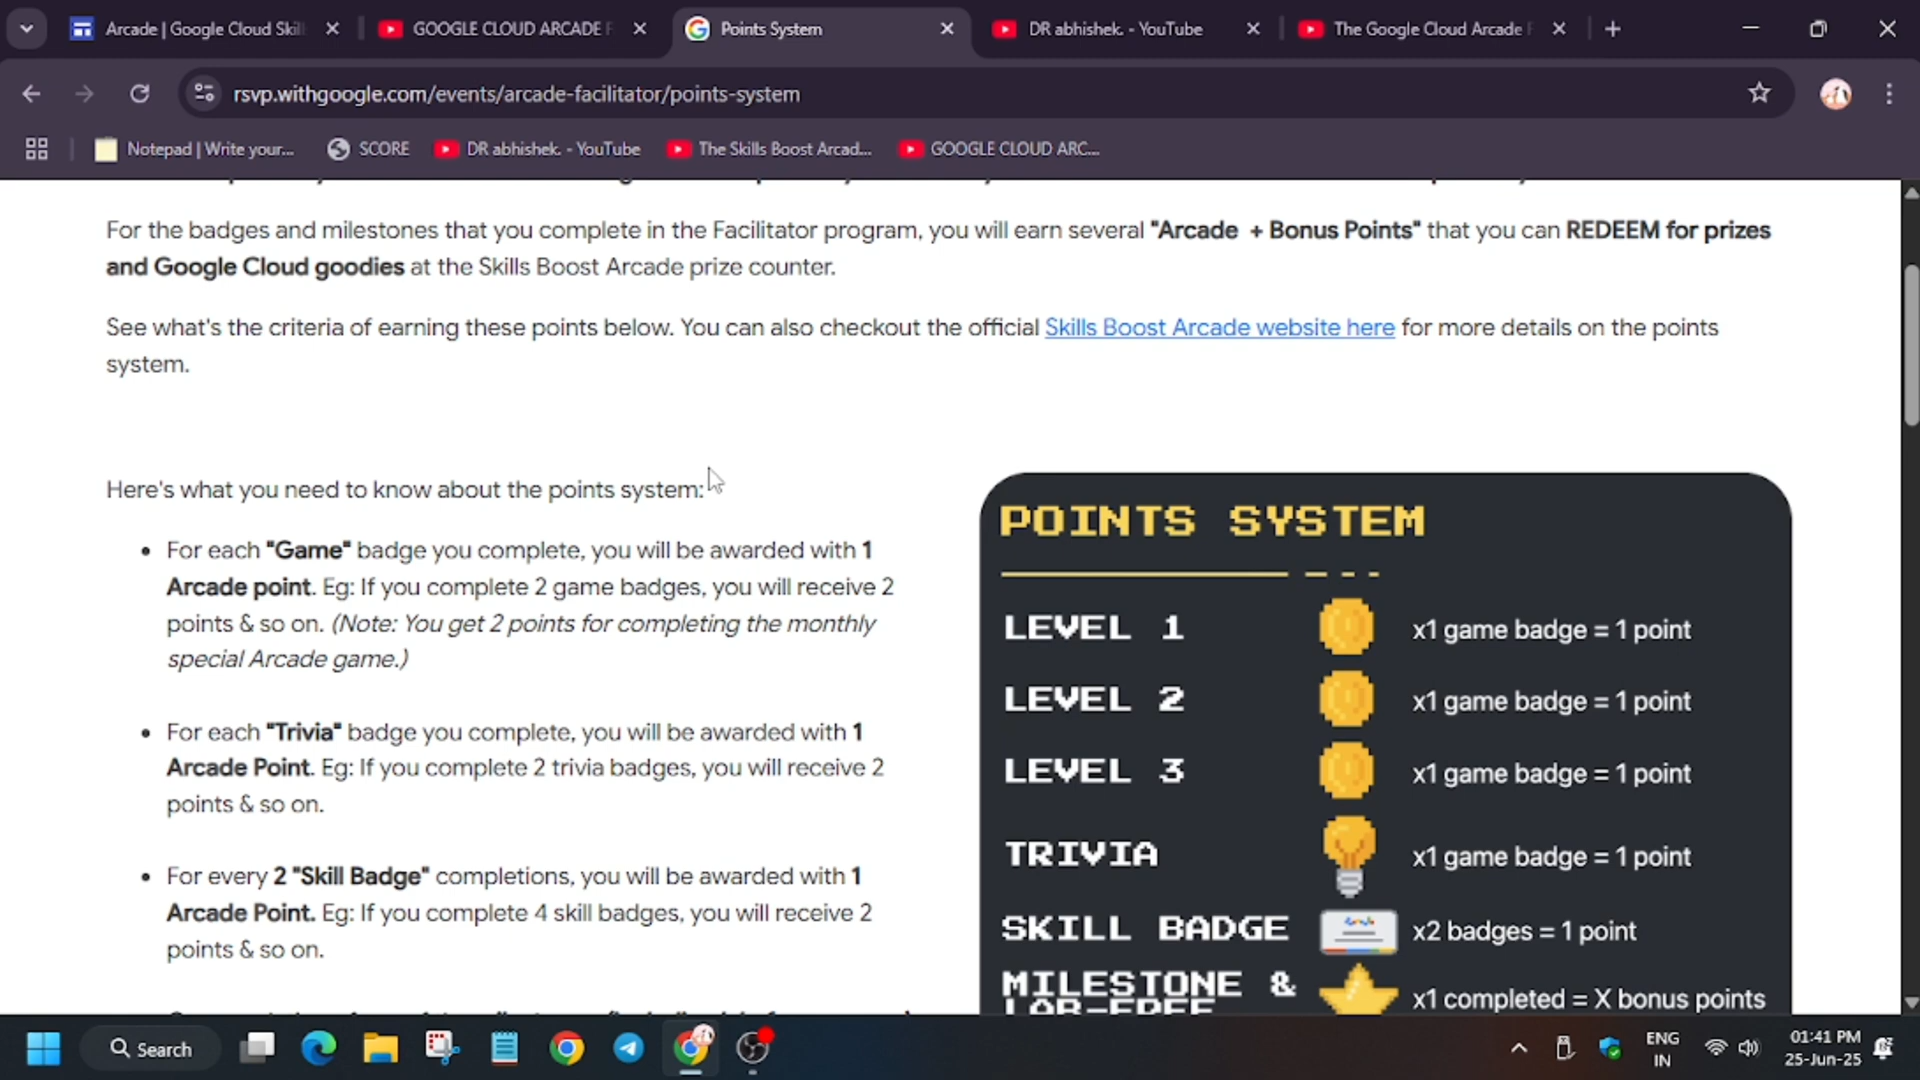 Arcade | Google Cloud Skil
GOOGLE CLOUD ARCADE F
Points System
DR abhishek. - YouTube
The Google Cloud Arcade F
rsvp.withgoogle.com/events/arcade-facilitator/points-system
Notepad | Write your...
SCORE
DR abhishek. - YouTube
The Skills Boost Arcad...
GOOGLE CLOUD ARC...
For the badges and milestones that you complete in the Facilitator program, you will earn several "Arcade + Bonus Points" that you can REDEEM for prizes
and Google Cloud goodies at the Skills Boost Arcade prize counter.
See what's the criteria of earning these points below. You can also checkout the official Skills Boost Arcade website here for more details on the points
system.
Here's what you need to know about the points system:
• For each "Game" badge you complete, you will be awarded with 1
Arcade point. Eg: If you complete 2 game badges, you will receive 2
points & so on. (Note: You get 2 points for completing the monthly
special Arcade game.)
• For each "Trivia" badge you complete, you will be awarded with 1
Arcade Point. Eg: If you complete 2 trivia badges, you will receive 2
points & so on.
• For every 2 "Skill Badge" completions, you will be awarded with 1
Arcade Point. Eg: If you complete 4 skill badges, you will receive 2
points & so on.
POINTS SYSTEM
LEVEL 1 x1 game badge = 1 point
LEVEL 2 x1 game badge = 1 point
LEVEL 3 x1 game badge = 1 point
TRIVIA x1 game badge = 1 point
SKILL BADGE x2 badges = 1 point
MILESTONE &
LAB-FREE x1 completed = X bonus points
Search
ENG
IN
01:41 PM
25-Jun-25